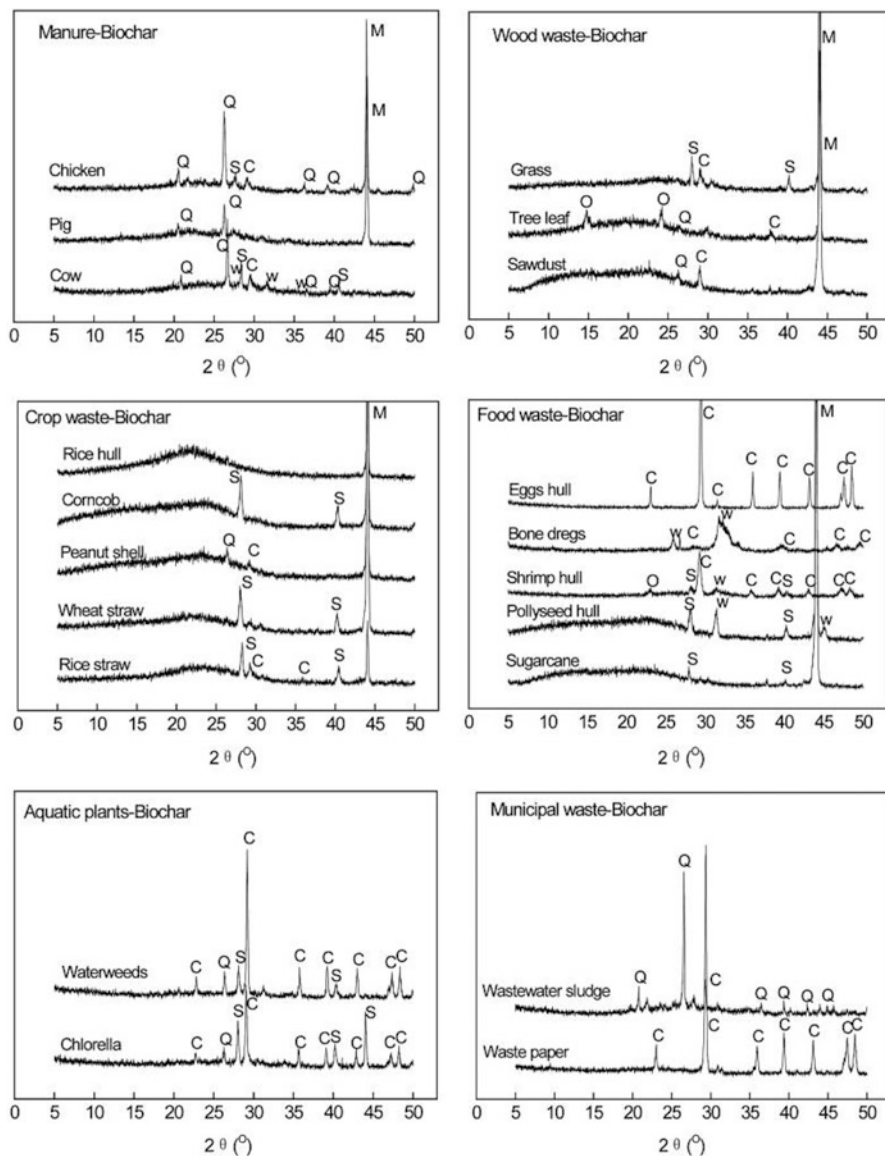 Manure-Biochar
M
M
Q
Chicken
Q
S
C
Q
Q
Q
Pig
Q
Q
Cow
Q
Q
w
S
C
w
w
Q
Q
S
0 5 10 15 20 25 30 35 40 45 50
2 θ (°)
Wood waste-Biochar
M
M
Grass
S
C
S
Tree leaf
O
O
Q
C
Sawdust
Q
C
0 5 10 15 20 25 30 35 40 45 50
2 θ (°)
Crop waste-Biochar
M
Rice hull
Corncob
S
S
Peanut shell
Q
C
Wheat straw
S
S
Rice straw
S
C
C
S
0 5 10 15 20 25 30 35 40 45 50
2 θ (°)
Food waste-Biochar
C
M
Eggs hull
C
C
C
C
C
C
C
Bone dregs
w
C
w
C
C
C
Shrimp hull
O
S
C
w
C
C
S
C
C
C
Pollyseed hull
S
w
S
w
Sugarcane
S
S
0 5 10 15 20 25 30 35 40 45 50
2 θ (°)
Aquatic plants-Biochar
C
Waterweeds
C
Q
S
C
C
S
C
C
C
Chlorella
C
Q
S
C
C
C
S
C
S
C
C
0 5 10 15 20 25 30 35 40 45 50
2 θ (°)
Municipal waste-Biochar
Q
Wastewater sludge
Q
C
Q
Q
Q
Q
Waste paper
C
C
C
C
C
C
C
0 5 10 15 20 25 30 35 40 45 50
2 θ (°)